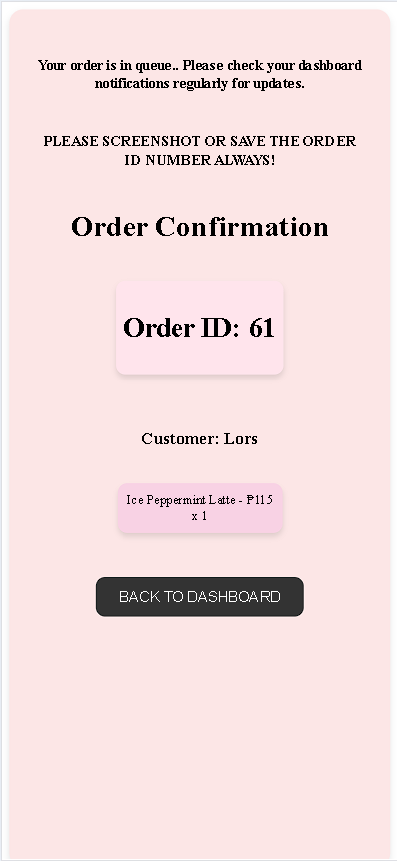 Your order is in queue.. Please check your dashboard
notifications regularly for updates.
PLEASE SCREENSHOT OR SAVE THE ORDER
ID NUMBER ALWAYS!
Order Confirmation
Order ID: 61
Customer: Lors
Ice Peppermint Latte - ₱115
x 1
BACK TO DASHBOARD